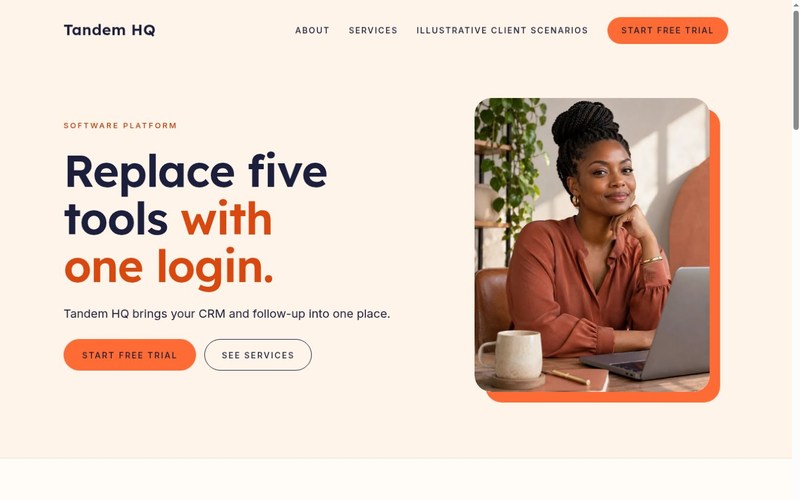 Tandem HQ
ABOUT
SERVICES
ILLUSTRATIVE CLIENT SCENARIOS
START FREE TRIAL
SOFTWARE PLATFORM
Replace five
tools with
one login.
Tandem HQ brings your CRM and follow-up into one place.
START FREE TRIAL
SEE SERVICES